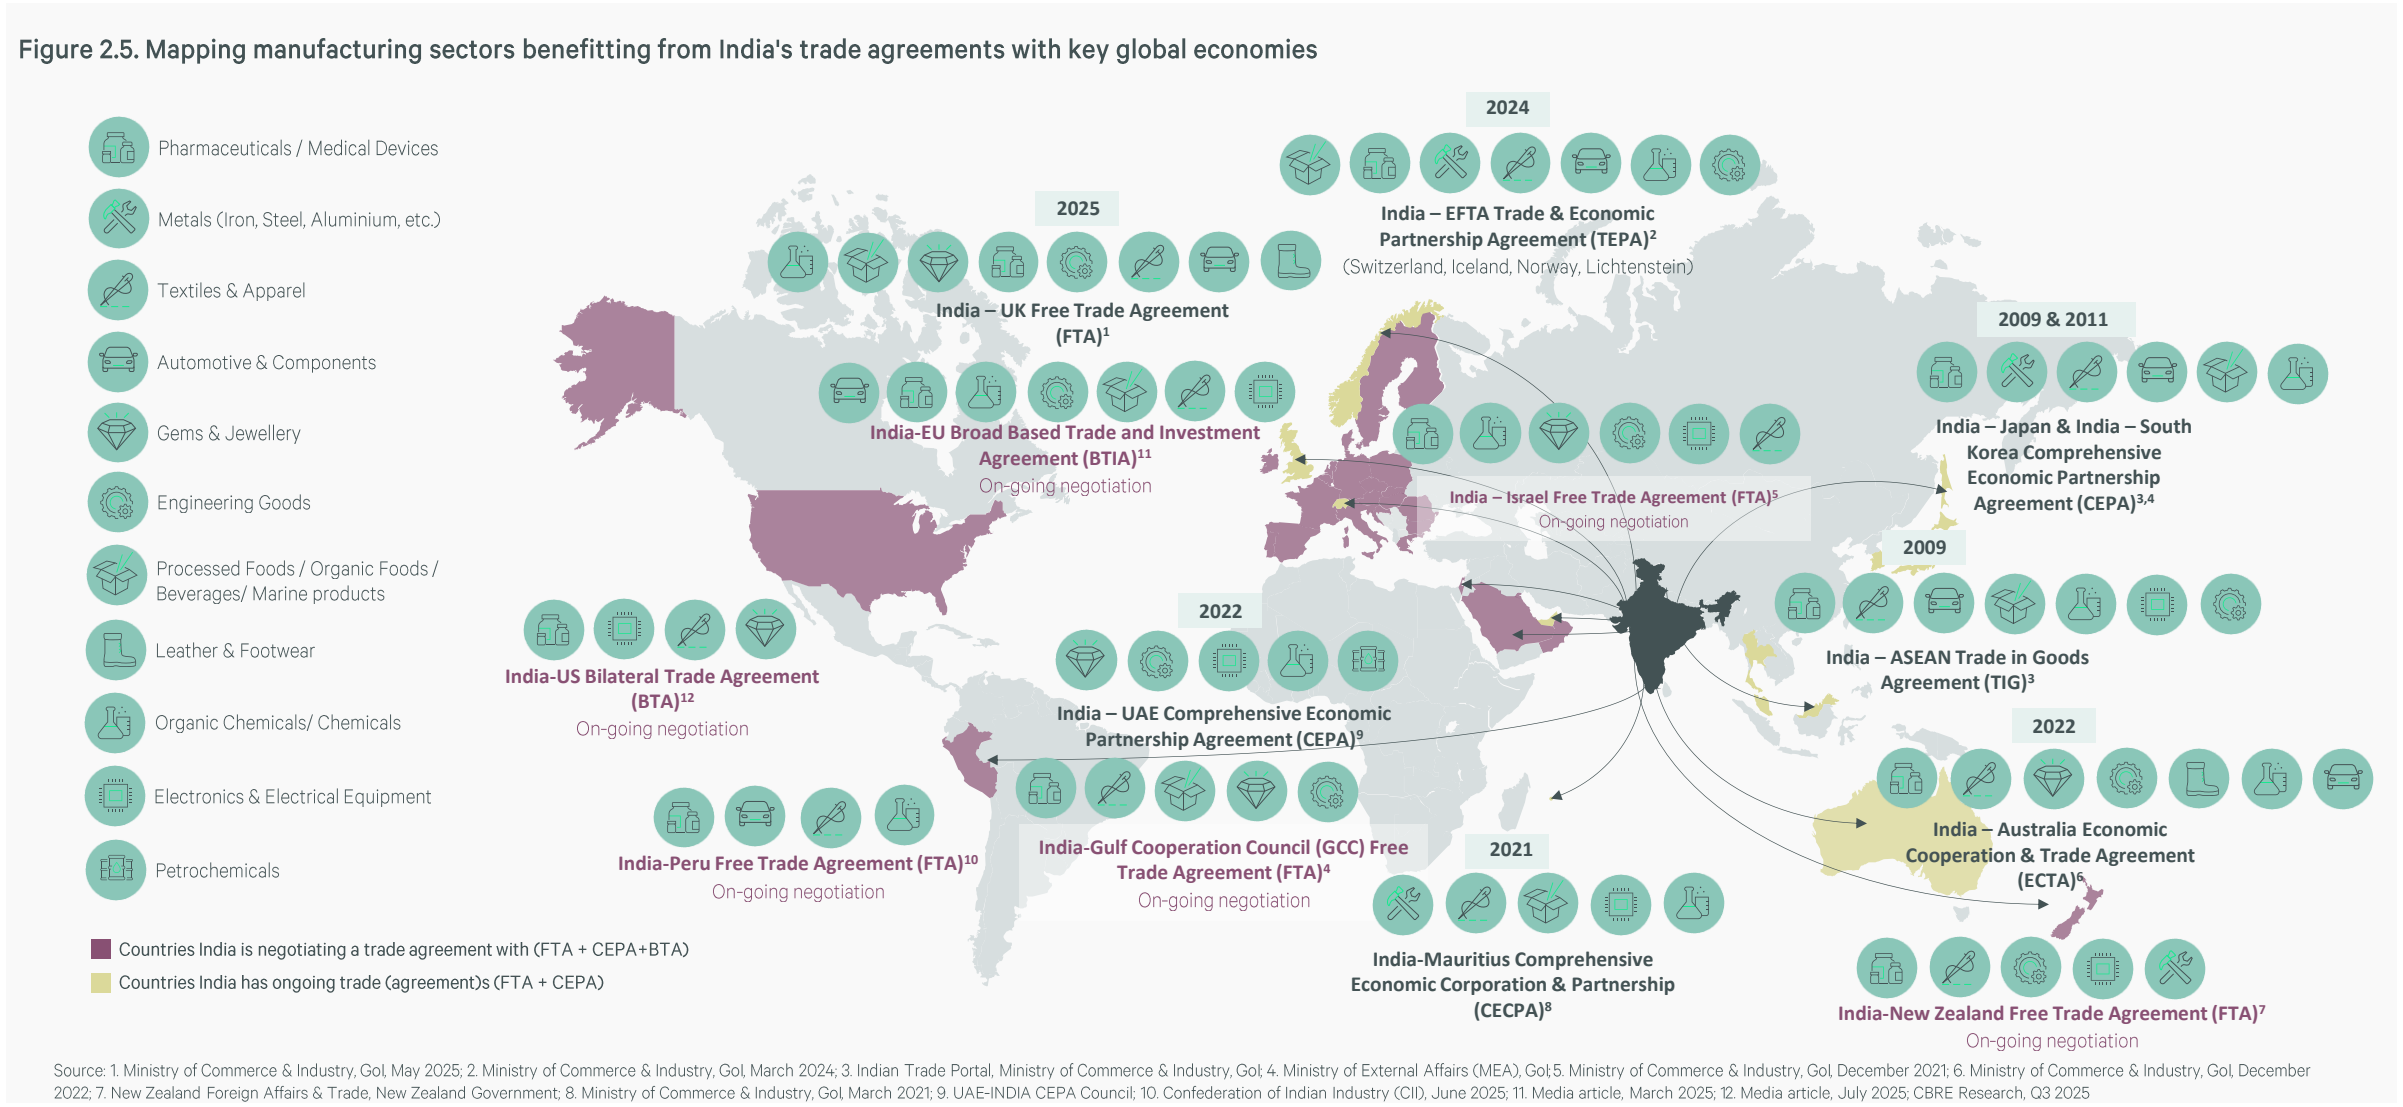 Figure 2.5. Mapping manufacturing sectors benefitting from India's trade agreements with key global economies
Pharmaceuticals / Medical Devices
Metals (Iron, Steel, Aluminium, etc.)
Textiles & Apparel
Automotive & Components
Gems & Jewellery
Engineering Goods
Processed Foods / Organic Foods /
Beverages/ Marine products
Leather & Footwear
Organic Chemicals/ Chemicals
Electronics & Electrical Equipment
Petrochemicals
Countries India is negotiating a trade agreement with (FTA + CEPA+BTA)
Countries India has ongoing trade (agreement)s (FTA + CEPA)
2024
India – EFTA Trade & Economic
Partnership Agreement (TEPA)2
(Switzerland, Iceland, Norway, Lichtenstein)
2025
India – UK Free Trade Agreement
(FTA)1
India-EU Broad Based Trade and Investment
Agreement (BTIA)11
On-going negotiation
India – Israel Free Trade Agreement (FTA)5
On-going negotiation
2009 & 2011
India – Japan & India – South
Korea Comprehensive
Economic Partnership
Agreement (CEPA)3,4
2009
India – ASEAN Trade in Goods
Agreement (TIG)3
India-US Bilateral Trade Agreement
(BTA)12
On-going negotiation
2022
India – UAE Comprehensive Economic
Partnership Agreement (CEPA)9
2022
India – Australia Economic
Cooperation & Trade Agreement
(ECTA)6
India-Peru Free Trade Agreement (FTA)10
On-going negotiation
India-Gulf Cooperation Council (GCC) Free
Trade Agreement (FTA)4
On-going negotiation
2021
India-Mauritius Comprehensive
Economic Corporation & Partnership
(CECPA)8
India-New Zealand Free Trade Agreement (FTA)7
On-going negotiation
Source: 1. Ministry of Commerce & Industry, GoI, May 2025; 2. Ministry of Commerce & Industry, GoI, March 2024; 3. Indian Trade Portal, Ministry of Commerce & Industry, GoI; 4. Ministry of External Affairs (MEA), GoI;5. Ministry of Commerce & Industry, GoI, December 2021; 6. Ministry of Commerce & Industry, GoI, December
2022; 7. New Zealand Foreign Affairs & Trade, New Zealand Government; 8. Ministry of Commerce & Industry, GoI, March 2021; 9. UAE-INDIA CEPA Council; 10. Confederation of Indian Industry (CII), June 2025; 11. Media article, March 2025; 12. Media article, July 2025; CBRE Research, Q3 2025